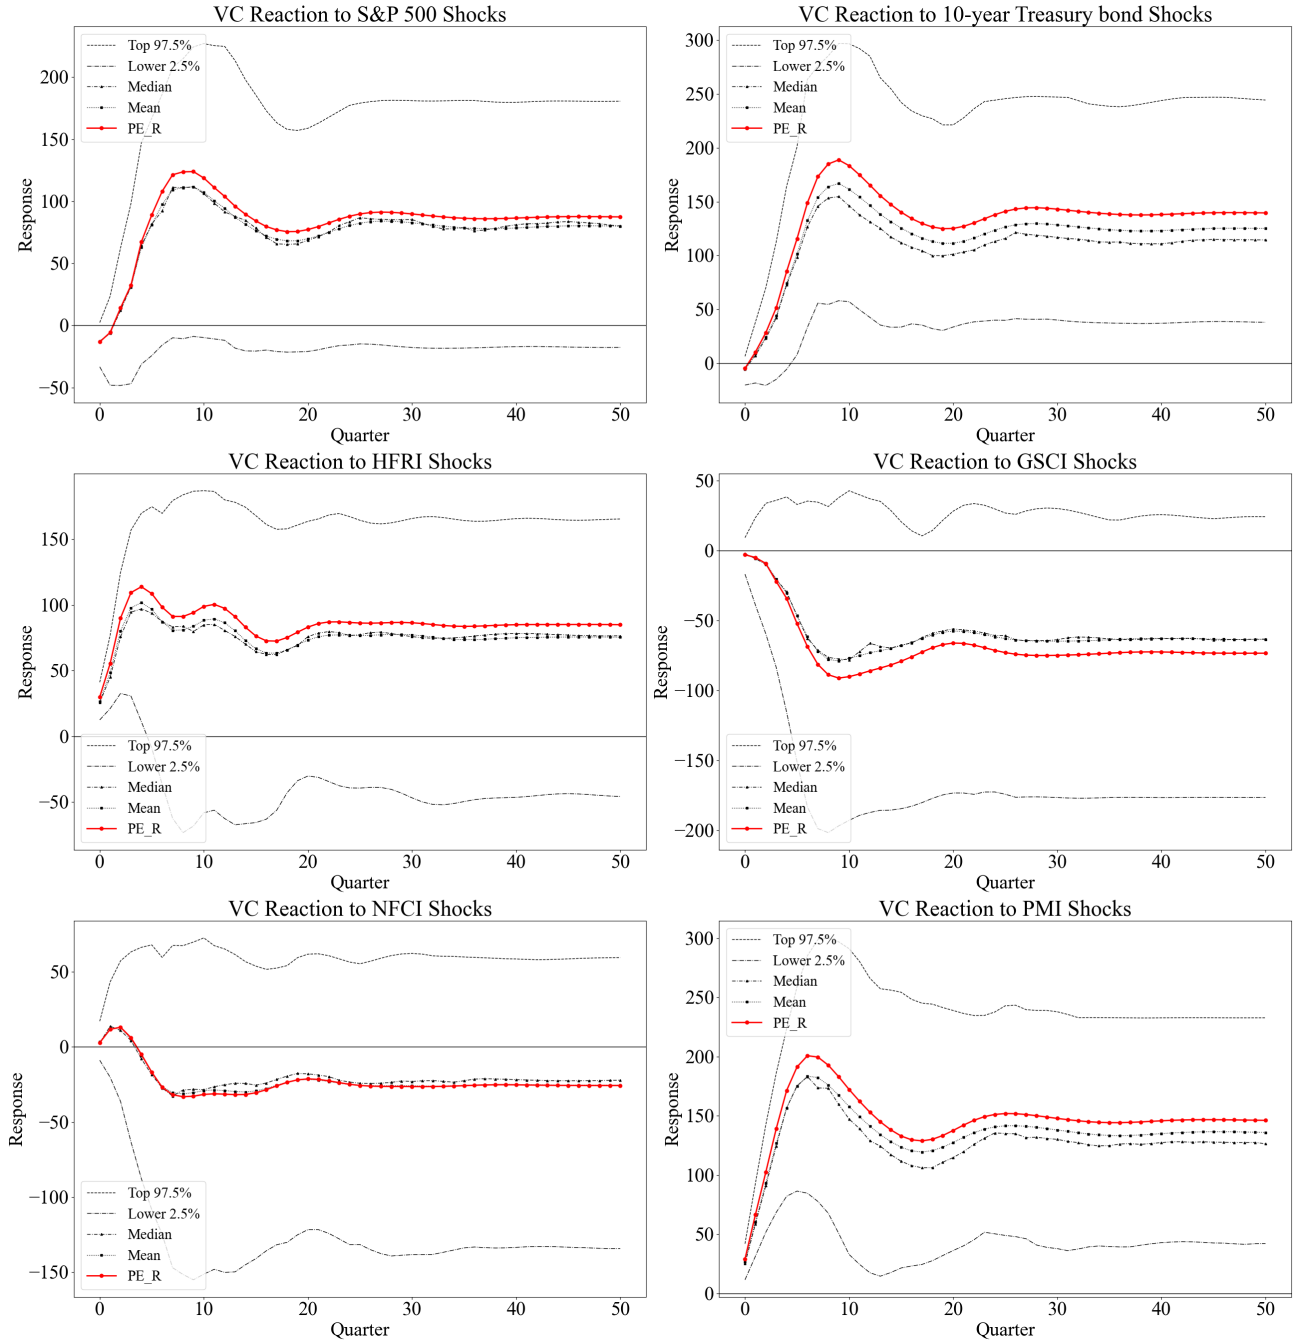 VC Reaction to S&P 500 Shocks
Response
200
150
100
50
0
−50
Top 97.5%
Lower 2.5%
Median
Mean
PE_R
0 10 20 30 40 50
Quarter
VC Reaction to 10-year Treasury bond Shocks
Response
300
250
200
150
100
50
0
Top 97.5%
Lower 2.5%
Median
Mean
PE_R
0 10 20 30 40 50
Quarter
VC Reaction to HFRI Shocks
Response
150
100
50
0
−50
Top 97.5%
Lower 2.5%
Median
Mean
PE_R
0 10 20 30 40 50
Quarter
VC Reaction to GSCI Shocks
Response
50
0
−50
−100
−150
−200
Top 97.5%
Lower 2.5%
Median
Mean
PE_R
0 10 20 30 40 50
Quarter
VC Reaction to NFCI Shocks
Response
50
0
−50
−100
−150
Top 97.5%
Lower 2.5%
Median
Mean
PE_R
0 10 20 30 40 50
Quarter
VC Reaction to PMI Shocks
Response
300
250
200
150
100
50
0
Top 97.5%
Lower 2.5%
Median
Mean
PE_R
0 10 20 30 40 50
Quarter